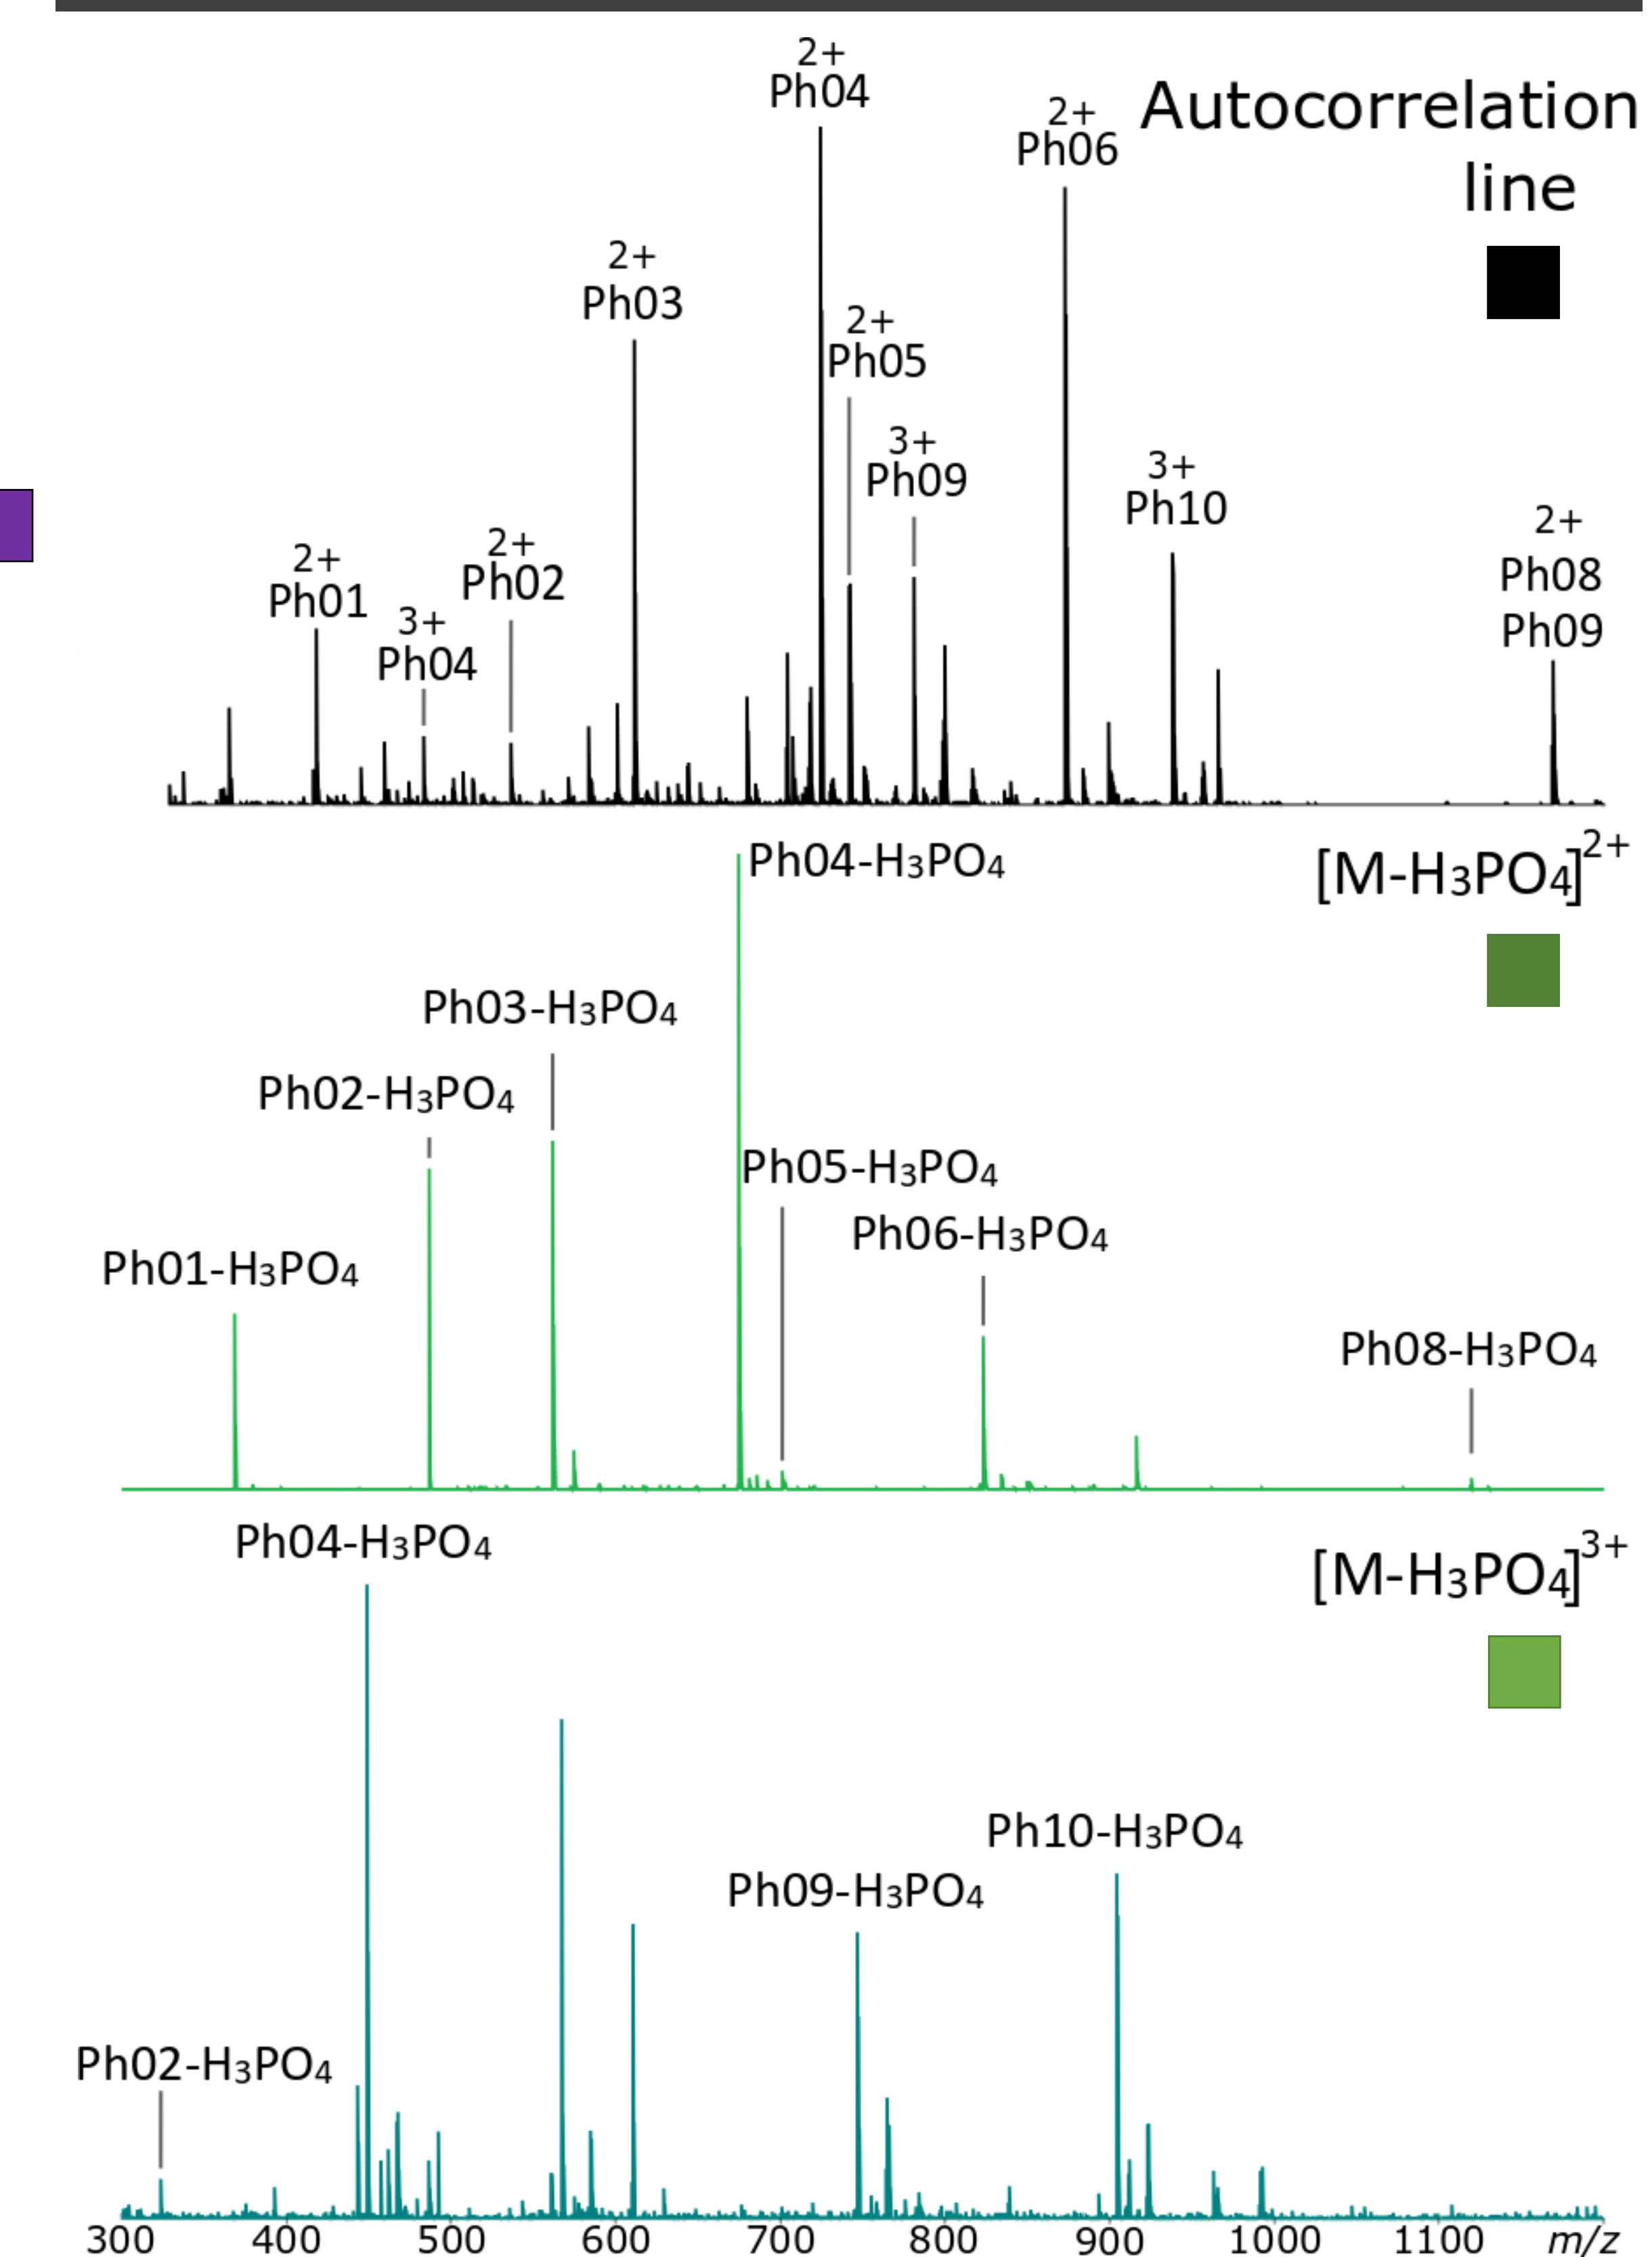 2+
Ph04
Autocorrelation
line
2+
Ph06
2+
Ph03
2+
Ph05
3+
Ph09
3+
Ph10
2+
Ph08
Ph09
2+
Ph02
2+
Ph01
3+
Ph04
[M-H₃PO₄]²⁺
Ph04-H₃PO₄
Ph03-H₃PO₄
Ph02-H₃PO₄
Ph05-H₃PO₄
Ph06-H₃PO₄
Ph01-H₃PO₄
Ph08-H₃PO₄
[M-H₃PO₄]³⁺
Ph04-H₃PO₄
Ph10-H₃PO₄
Ph09-H₃PO₄
Ph02-H₃PO₄
300 400 500 600 700 800 900 1000 1100 m/z